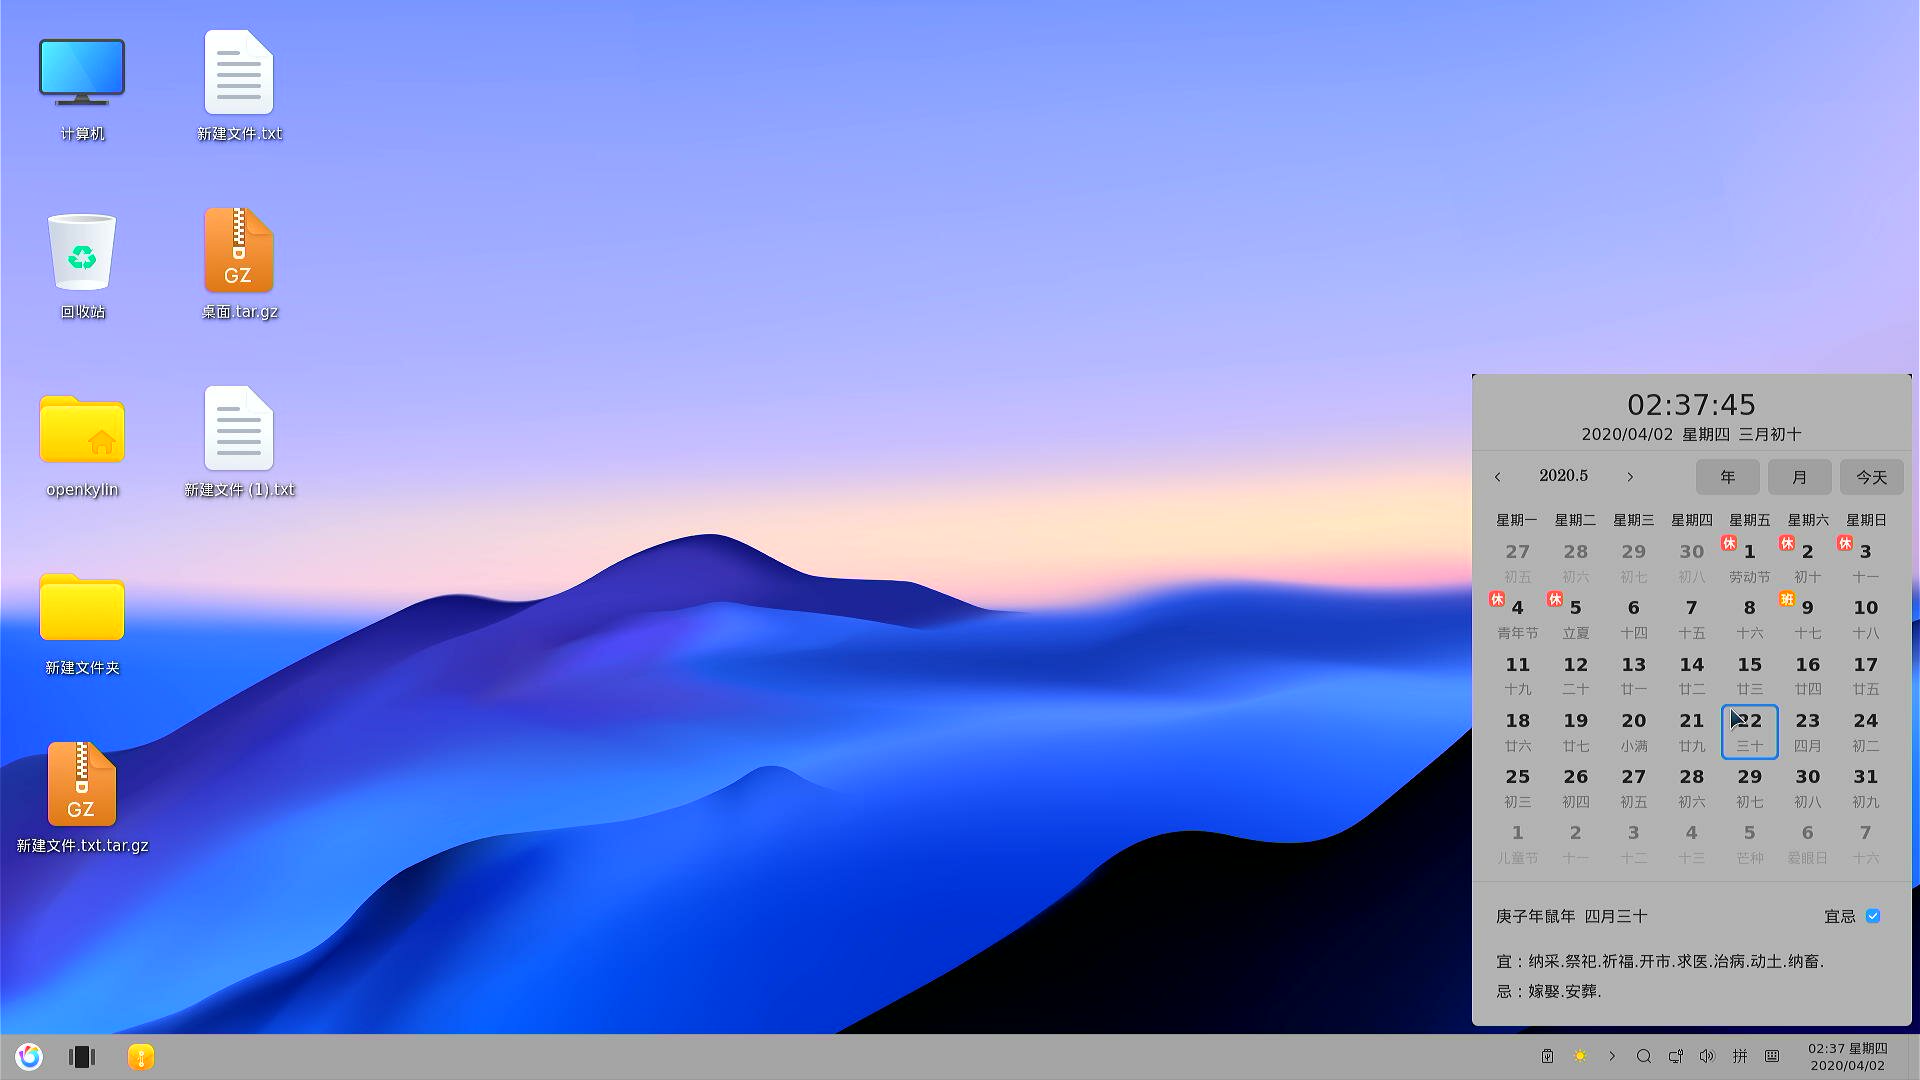 计算机
新建文件.txt
回收站
GZ
桌面.tar.gz
openkylin
新建文件 (1).txt
新建文件夹
GZ
新建文件.txt.tar.gz
02:37:45
2020/04/02 星期四 三月初十
2020.5
年 月 今天
星期一 星期二 星期三 星期四 星期五 星期六 星期日
27 28 29 30 休 1 休 2 休 3
初五 初六 初七 初八 劳动节 初十 十一
休 4 休 5 6 7 8 班 9 10
青年节 立夏 十四 十五 十六 十七 十八
11 12 13 14 15 16 17
十九 二十 廿一 廿二 廿三 廿四 廿五
18 19 20 21 22 23 24
廿六 廿七 小满 廿九 三十 四月 初二
25 26 27 28 29 30 31
初三 初四 初五 初六 初七 初八 初九
1 2 3 4 5 6 7
儿童节 十一 十二 十三 芒种 爱眼日 十六
庚子年鼠年 四月三十 宜忌
宜：纳采.祭祀.祈福.开市.求医.治病.动土.纳畜.
忌：嫁娶.安葬.
拼
02:37 星期四
2020/04/02